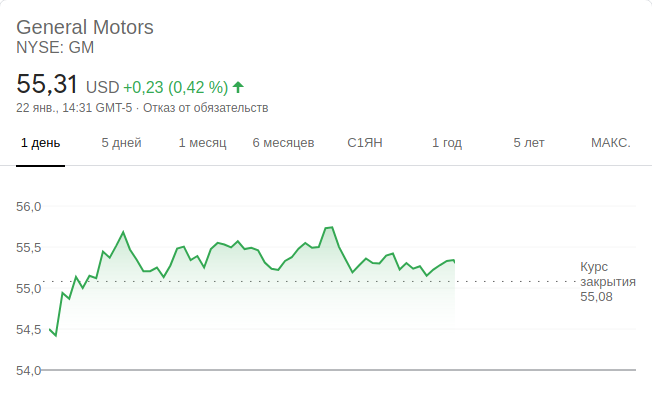 General Motors
NYSE: GM
55,31 USD +0,23 (0,42 %)
22 янв., 14:31 GMT-5 · Отказ от обязательств
1 день 5 дней 1 месяц 6 месяцев С1ЯН 1 год 5 лет МАКС.
56,0
55,5
55,0
54,5
54,0
Курс
закрытия
55,08